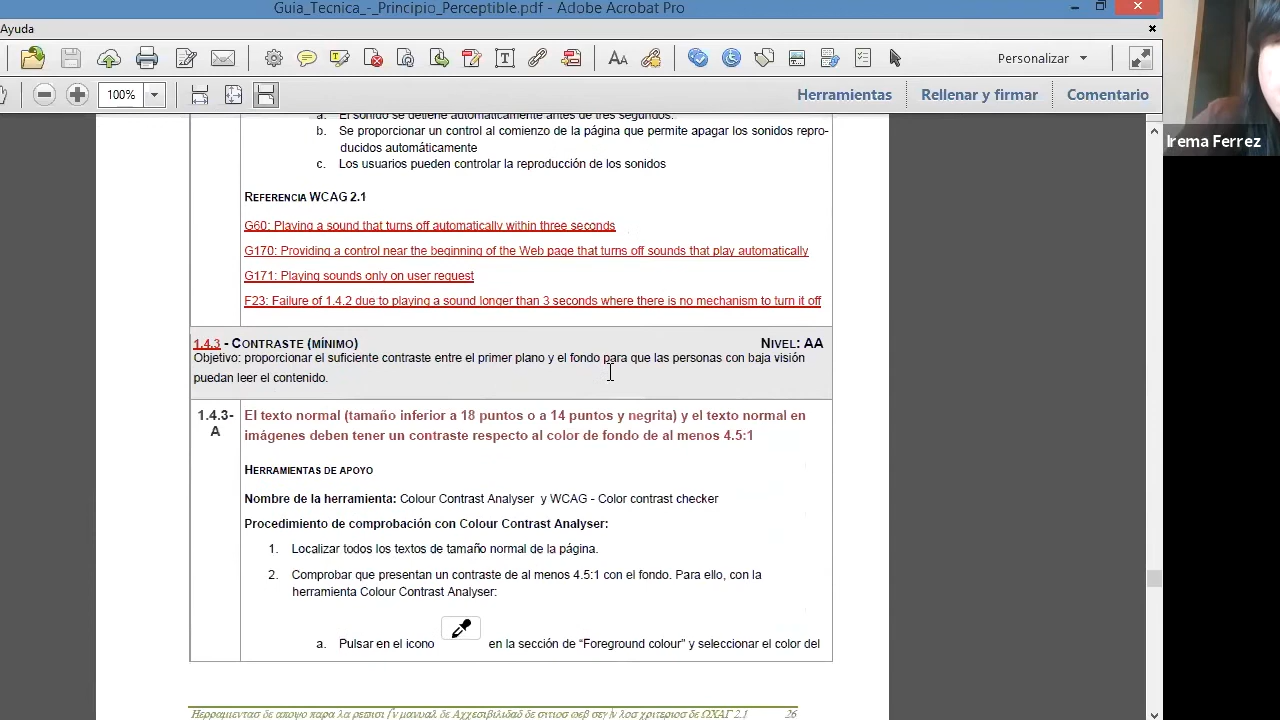 Guia_Tecnica_-_Principio_Perceptible.pdf - Adobe Acrobat Pro
Ayuda
Personalizar
100%
Herramientas
Rellenar y firmar
Comentario
Irema Ferrez
a. El sonido se detiene automáticamente antes de tres segundos.
b. Se proporcionan un control al comienzo de la página que permite apagar los sonidos repro-
ducidos automáticamente
c. Los usuarios pueden controlar la reproducción de los sonidos
REFERENCIA WCAG 2.1
G60: Playing a sound that turns off automatically within three seconds
G170: Providing a control near the beginning of the Web page that turns off sounds that play automatically
G171: Playing sounds only on user request
F23: Failure of 1.4.2 due to playing a sound longer than 3 seconds where there is no mechanism to turn it off
1.4.3 - CONTRASTE (MÍNIMO) NIVEL: AA
Objetivo: proporcionar el suficiente contraste entre el primer plano y el fondo para que las personas con baja visión
puedan leer el contenido.
1.4.3-
A
El texto normal (tamaño inferior a 18 puntos o a 14 puntos y negrita) y el texto normal en
imágenes deben tener un contraste respecto al color de fondo de al menos 4.5:1
HERRAMIENTAS DE APOYO
Nombre de la herramienta: Colour Contrast Analyser y WCAG - Color contrast checker
Procedimiento de comprobación con Colour Contrast Analyser:
1. Localizar todos los textos de tamaño normal de la página.
2. Comprobar que presentan un contraste de al menos 4.5:1 con el fondo. Para ello, con la
herramienta Colour Contrast Analyser:
a. Pulsar en el icono en la sección de “Foreground colour” y seleccionar el color del
26